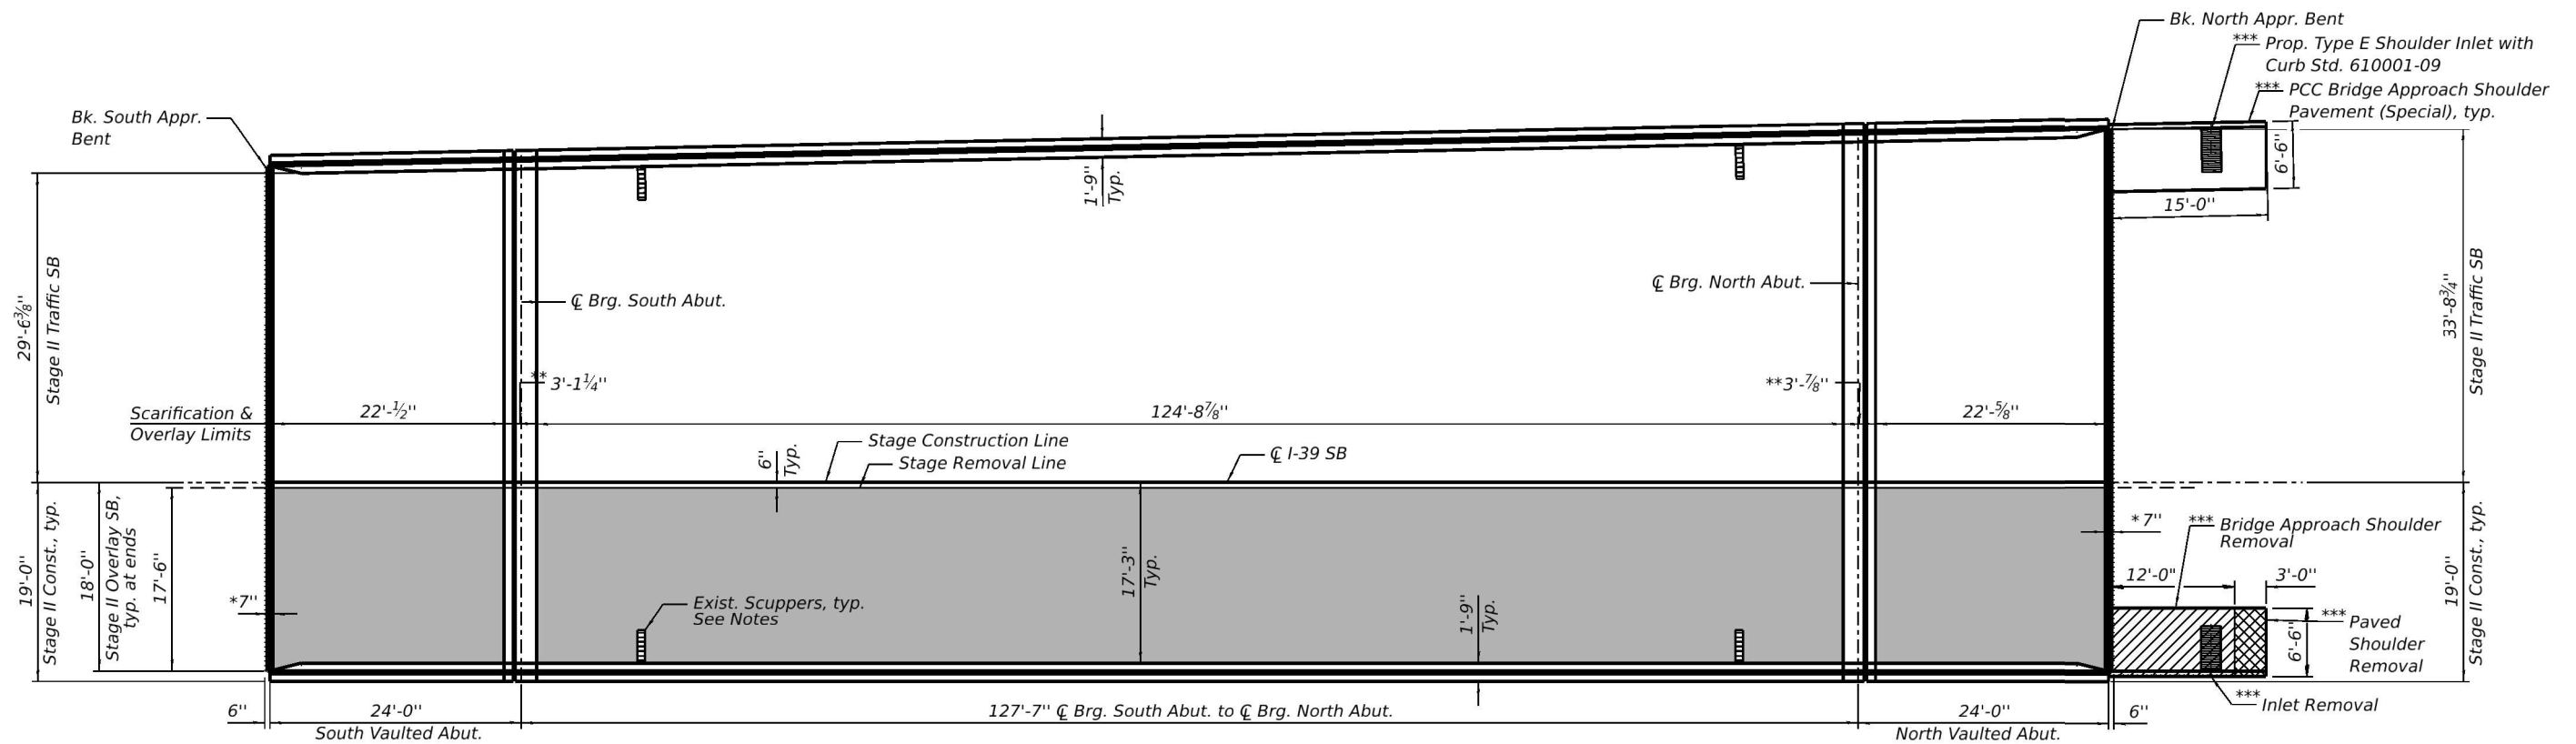 Bk. North Appr. Bent
*** Prop. Type E Shoulder Inlet with
Curb Std. 610001-09
*** PCC Bridge Approach Shoulder
Pavement (Special), typ.
Bk. South Appr.
Bent
1'-9''
Typ.
6'-6''
15'-0''
29'-6⅜''
Stage II Traffic SB
℄ Brg. South Abut.
℄ Brg. North Abut.
33'-8¾''
Stage II Traffic SB
** 3'-1¼''
**3'-⅞''
Scarification &
Overlay Limits
22'-½''
124'-8⅞''
22'-⅝''
6''
Typ.
Stage Construction Line
Stage Removal Line
℄ I-39 SB
19'-0''
Stage II Const., typ.
18'-0''
Stage II Overlay SB,
typ. at ends
17'-6''
*7''
Exist. Scuppers, typ.
See Notes
17'-3''
Typ.
1'-9''
Typ.
* 7''
*** Bridge Approach Shoulder
Removal
12'-0"
3'-0''
6'-6''
*** Paved
Shoulder
Removal
19'-0''
Stage II Const., typ.
*** Inlet Removal
6''
24'-0''
South Vaulted Abut.
127'-7'' ℄ Brg. South Abut. to ℄ Brg. North Abut.
24'-0''
North Vaulted Abut.
6''